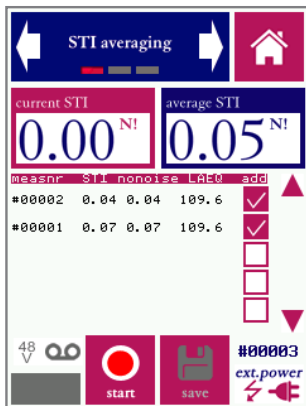 STI averaging
current STI
0.00 N!
average STI
0.05 N!
measnr STI nonoise LAEQ add
#00002 0.04 0.04 109.6
#00001 0.07 0.07 109.6
48 V
start
save
#00003
ext.power